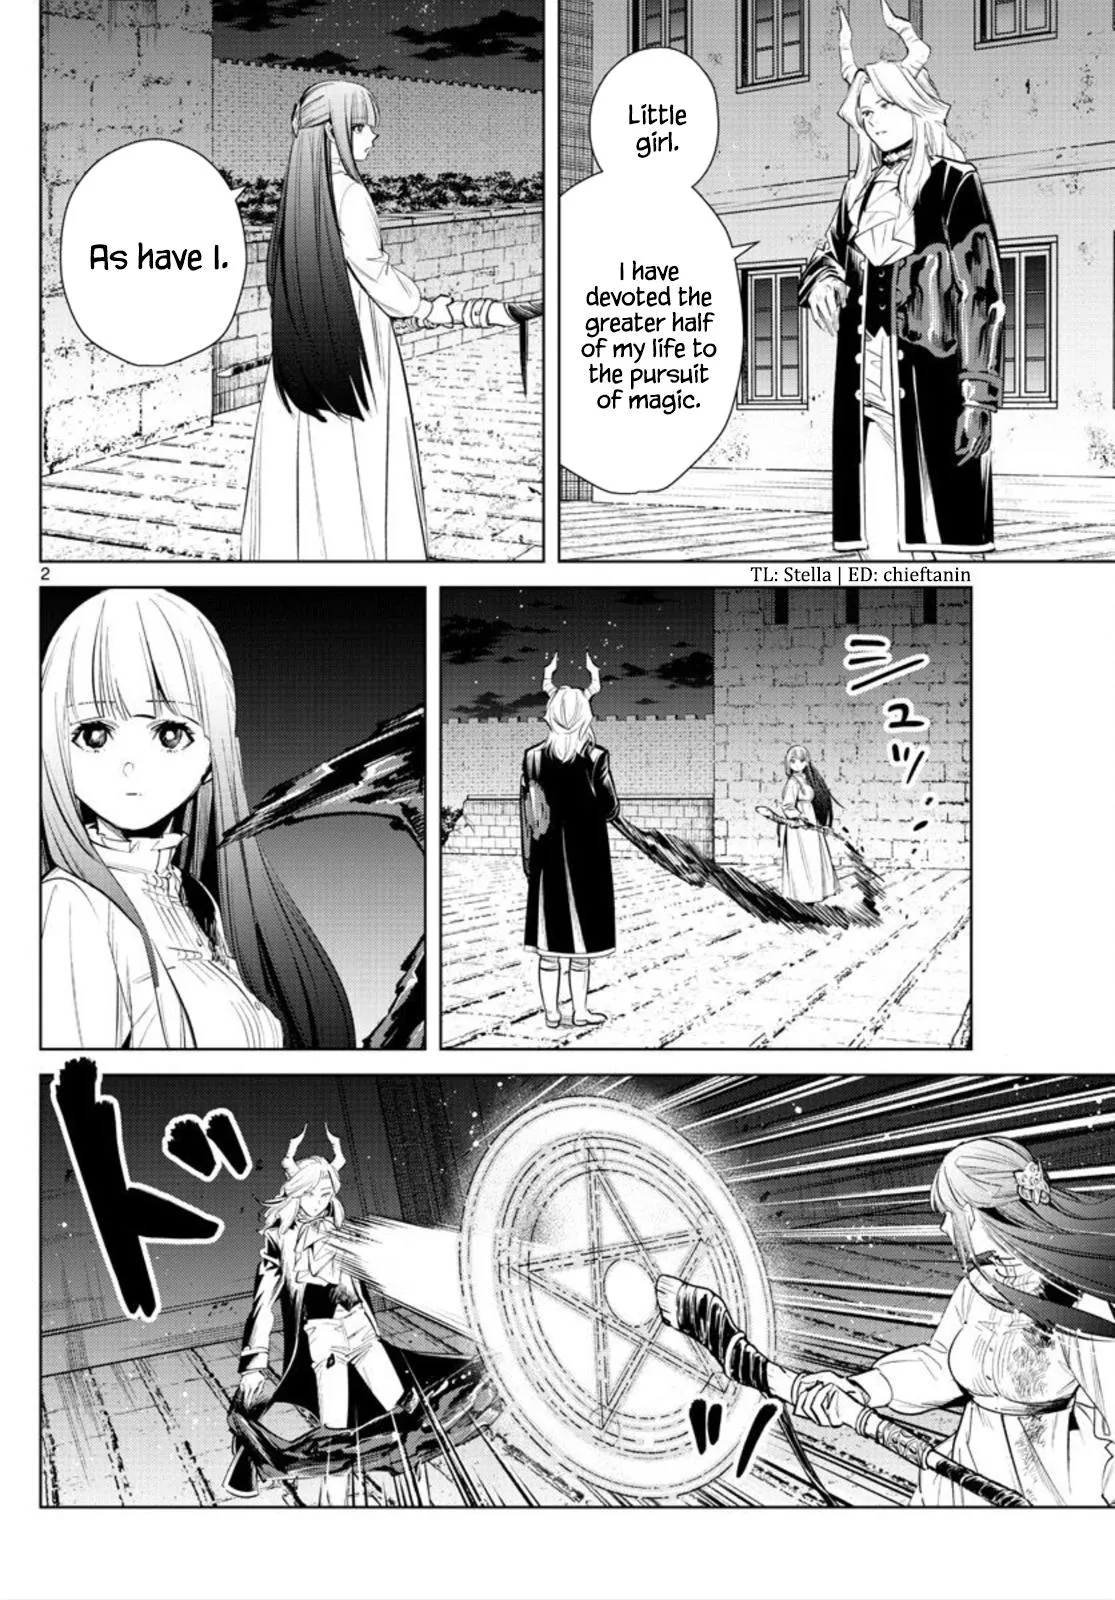 Little
girl.
I have
devoted the
greater half
of my life to
the pursuit
of magic.
As have I.
2
TL: Stella | ED: chieftanin
シュッ
ドッ